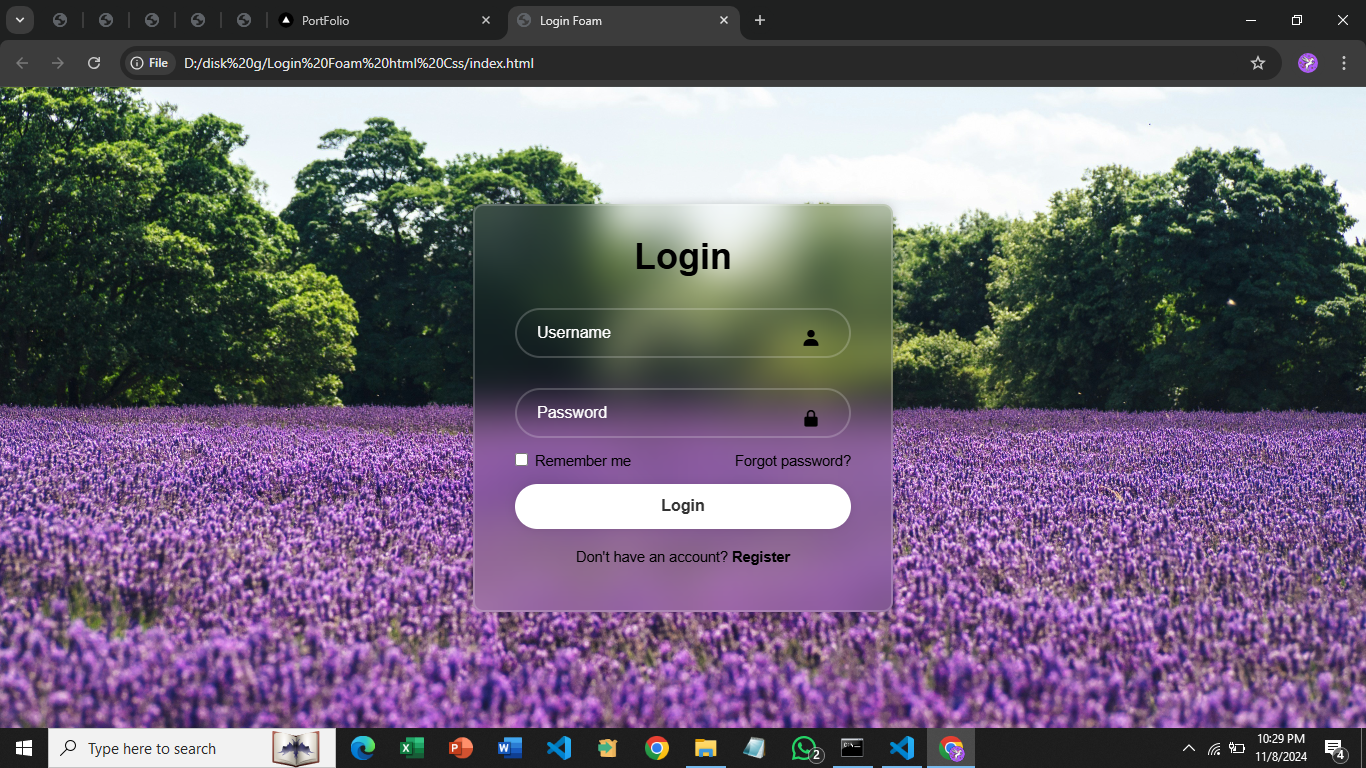 PortFolio
Login Foam
File
D:/disk%20g/Login%20Foam%20html%20Css/index.html
Login
Username
Password
Remember me Forgot password?
Login
Don't have an account? Register
Type here to search
2
10:29 PM
11/8/2024
4